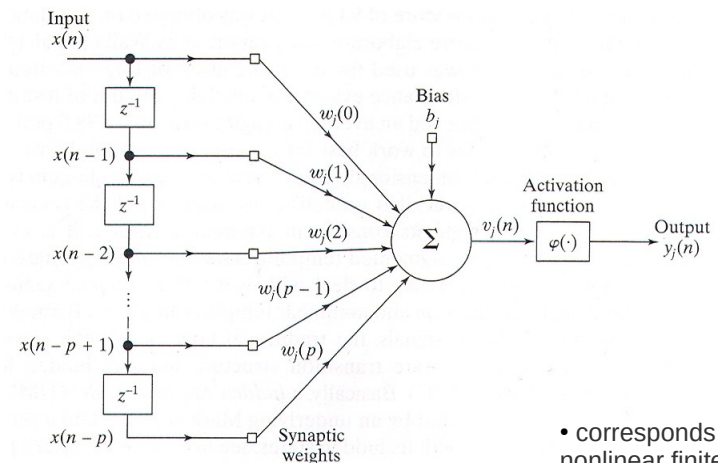 Input
x(n)
z⁻¹
x(n − 1)
z⁻¹
x(n − 2)
x(n − p + 1)
z⁻¹
x(n − p)
w_j(0)
w_j(1)
w_j(2)
w_j(p − 1)
w_j(p)
Synaptic
weights
Bias
b_j
Σ
v_j(n)
Activation
function
φ(·)
Output
y_j(n)
• corresponds
nonlinear finite